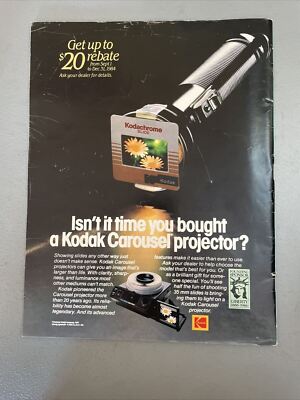 Get up to
$20 rebate
from Sept 1
to Dec. 31, 1984
Ask your dealer for details.
Kodachrome
SLIDE
Kodak
Isn't it time you bought
a Kodak Carousel projector?
Showing slides any other way just
doesn't make sense. Kodak Carousel
projectors can give you an image that's
larger than life. With clarity, sharp-
ness, and luminance most
other mediums can't match.
Kodak pioneered the
Carousel projector more
than 20 years ago. Its relia-
bility has become almost
legendary. And its advanced
features make it easier than ever to use.
Ask your dealer to help choose the
model that's best for you. Or
as a brilliant gift for some-
one special. You'll see
half the fun of shooting
35 mm slides is bring-
ing them to light on a
Kodak Carousel
projector.
LIBERTY